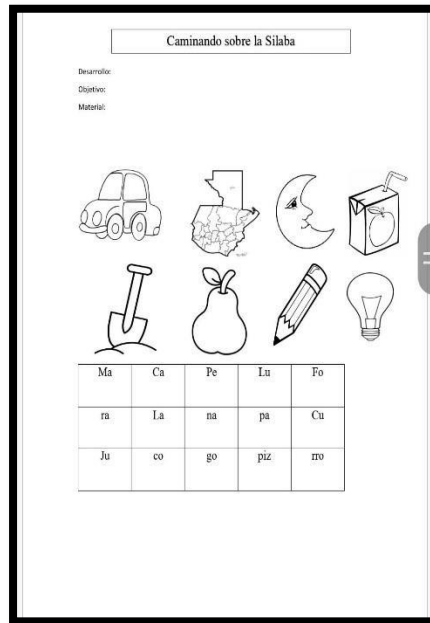 Caminando sobre la Silaba
Desarrollo:
Objetivo:
Material:
Ma Ca Pe Lu Fo
ra La na pa Cu
Ju co go piz rro